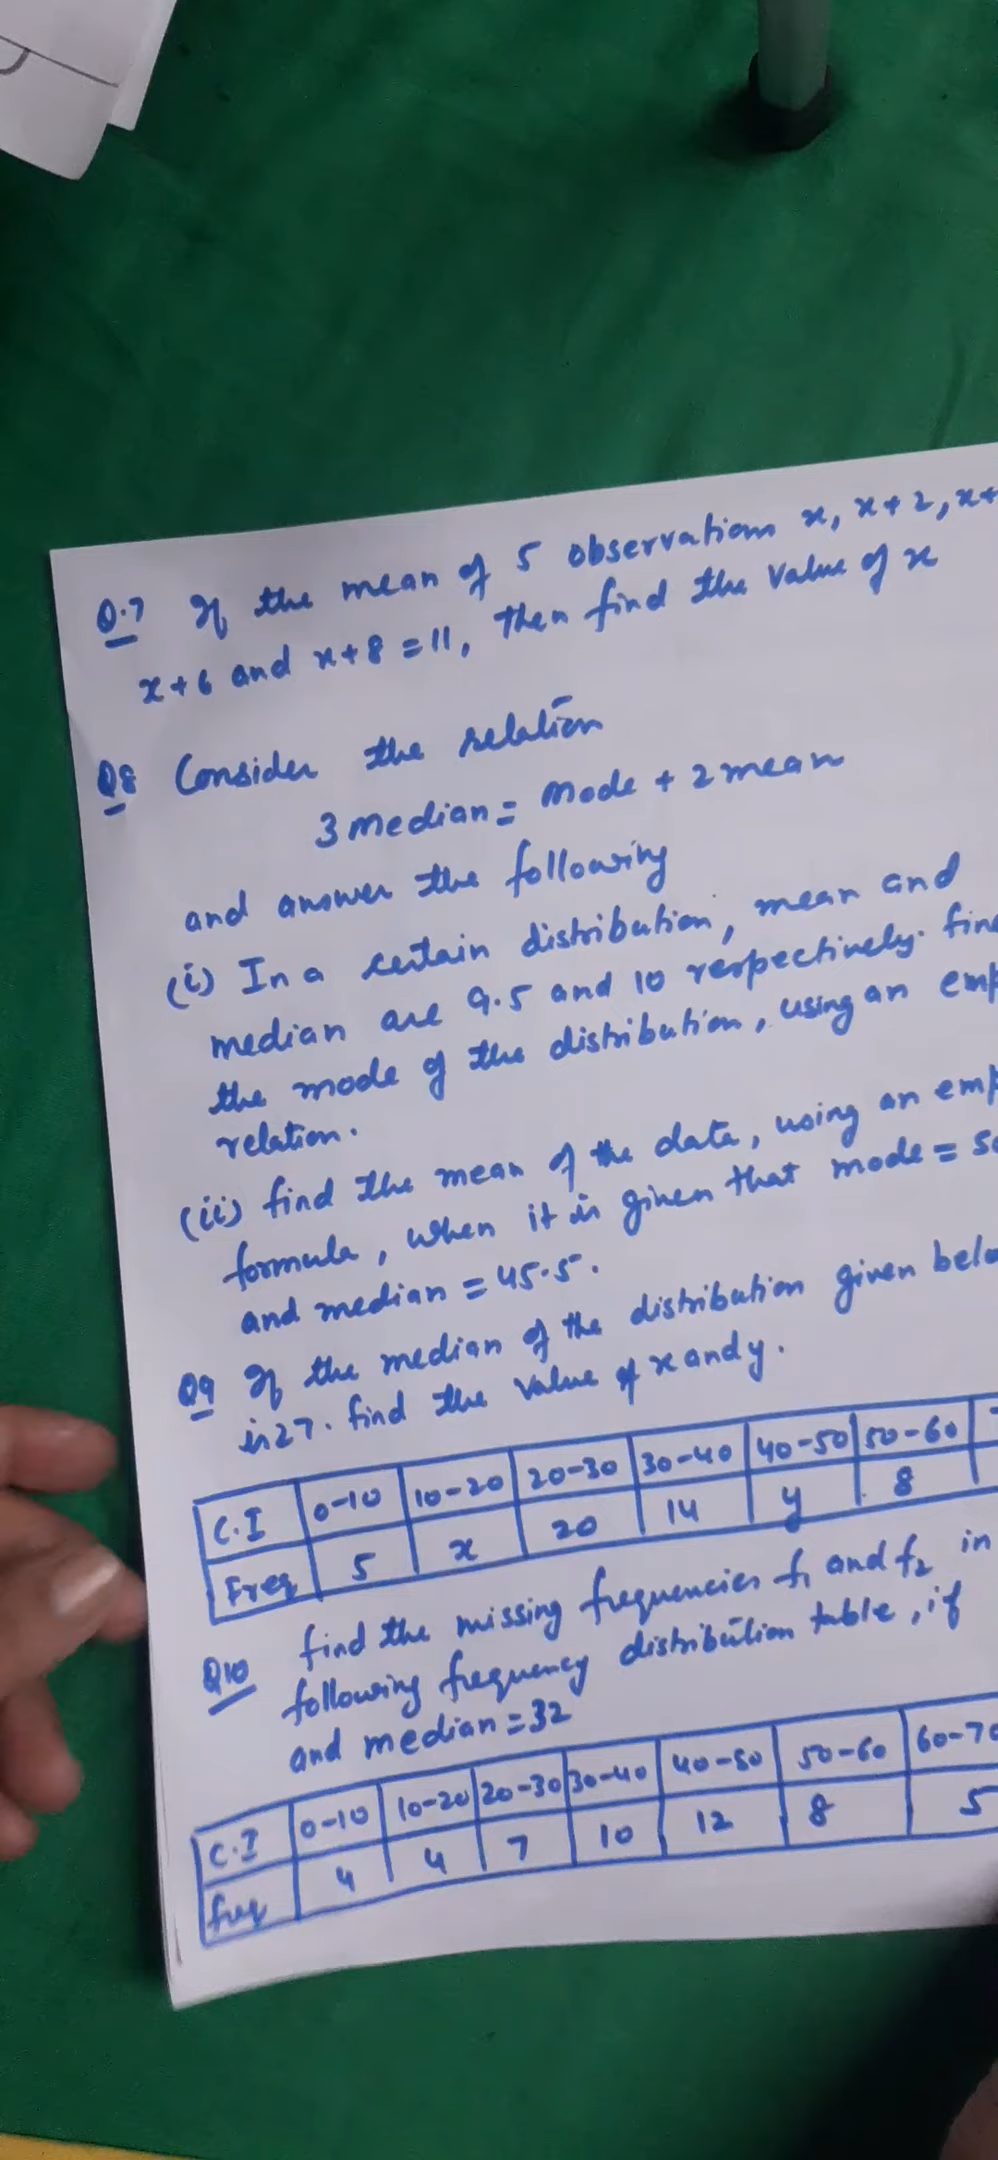 Q.7 If the mean of 5 observations x, x+2, x+
x+6 and x+8 = 11, then find the value of x
Q8 Consider the relation
3 median = Mode + 2 mean
and answer the following
(i) In a certain distribution, mean and
median are 9.5 and 10 respectively. find
the mode of the distribution, using an emp
relation.
(ii) find the mean of the data, using an emp
formula, when it is given that mode = 50
and median = 45.5.
Q9 If the median of the distribution given belo
is 27. find the value of x and y.
C.I 0-10 10-20 20-30 30-40 40-50 50-60
Freq 5 x 20 14 y 8
Q10 find the missing frequencies f1 and f2 in
following frequency distribution table, if
and median = 32
C.I 0-10 10-20 20-30 30-40 40-50 50-60 60-70
freq 4 4 7 10 12 8 5